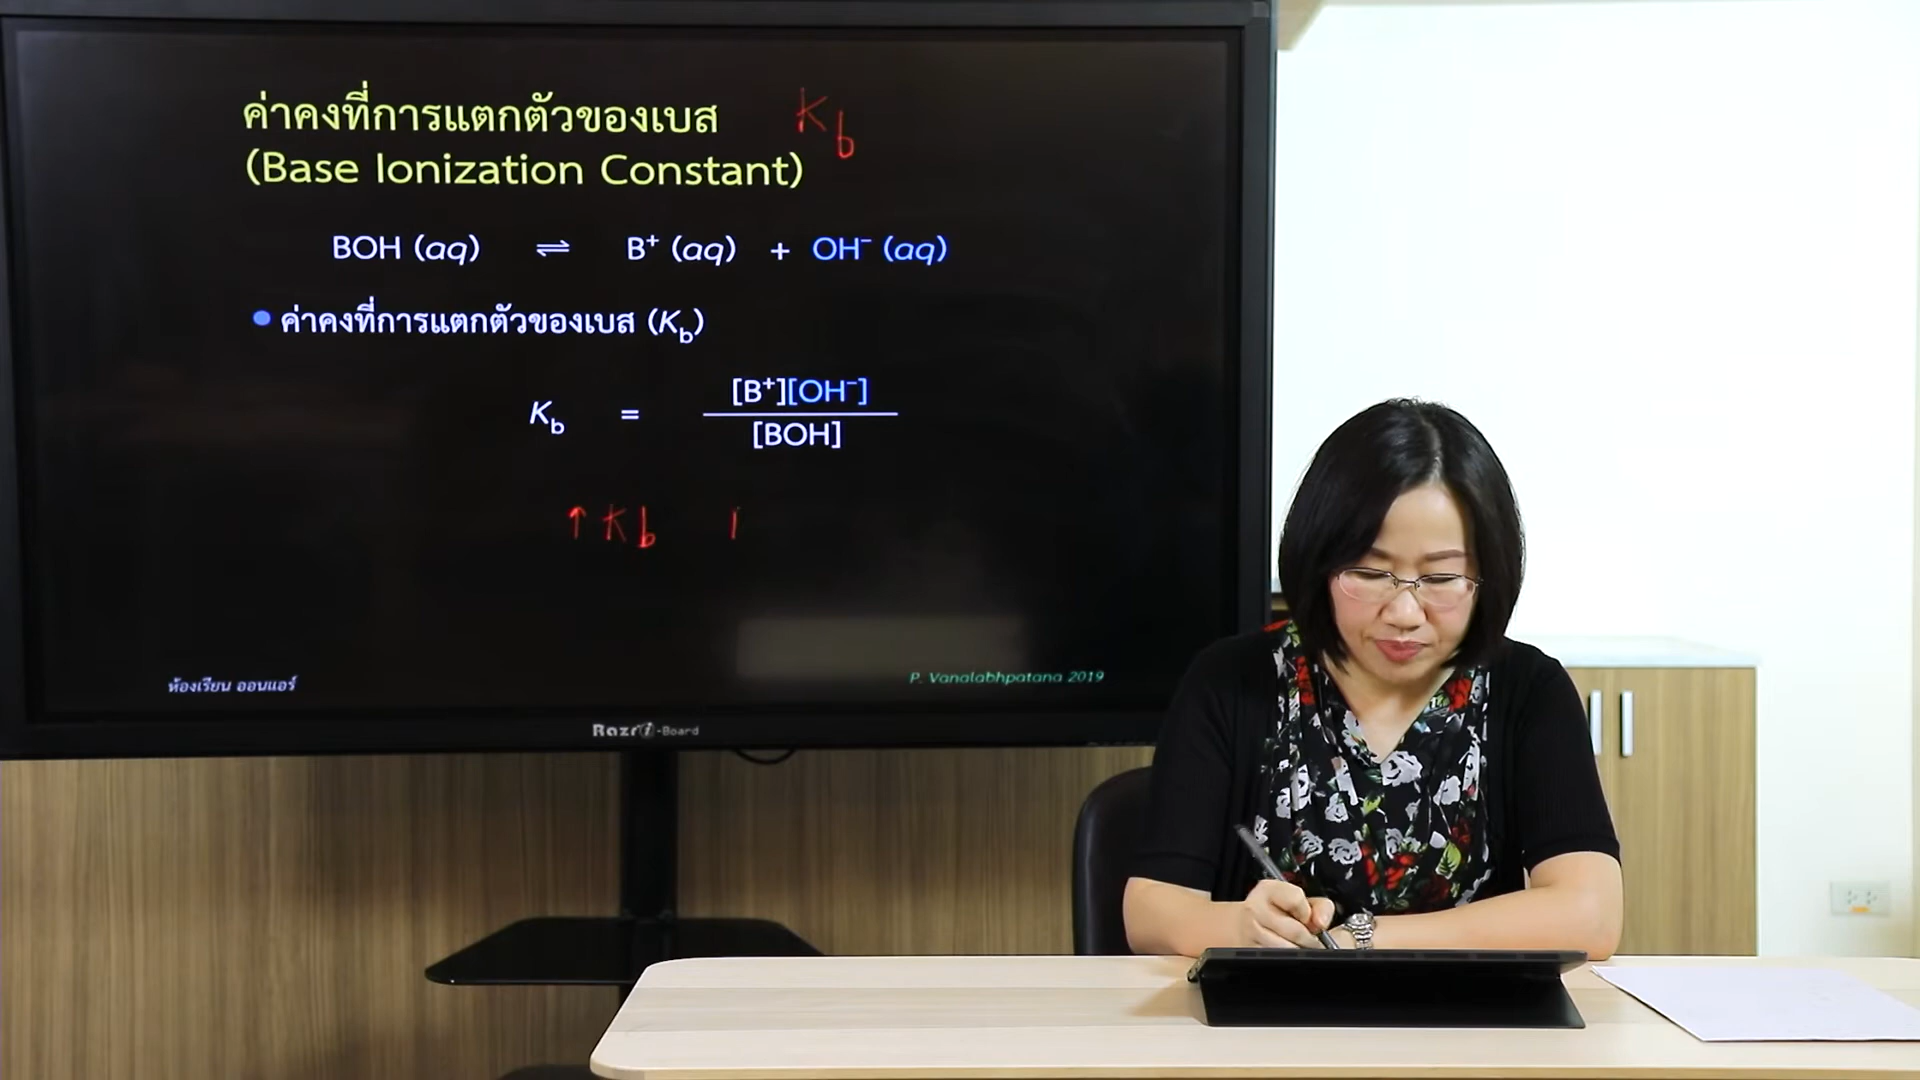 ค่าคงที่การแตกตัวของเบส K_b
(Base Ionization Constant)
BOH (aq) ⇌ B⁺ (aq) + OH⁻ (aq)
• ค่าคงที่การแตกตัวของเบส (K_b)
K_b = [B⁺][OH⁻] / [BOH]
↑ Kb
ห้องเรียน ออนแอร์
P. Vanalabhpatana 2019
Razr i-Board